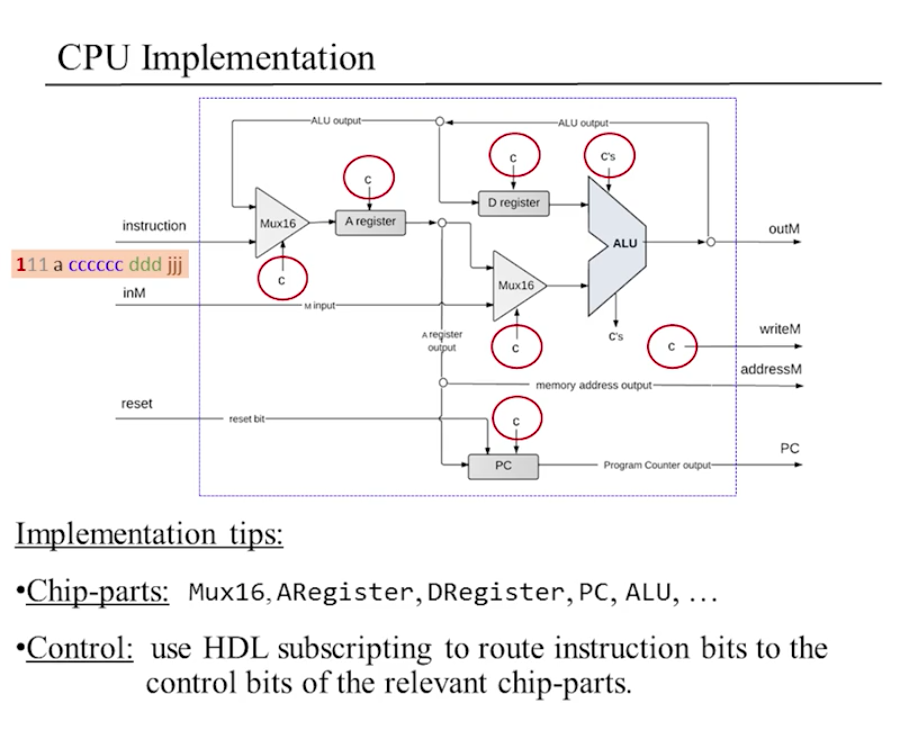 CPU Implementation
ALU output
ALU output
c
c
C's
D register
Mux16
A register
instruction
ALU
outM
111 a cccccc ddd jjj
c
Mux16
inM
M input
C's
writeM
A register
output
c
c
addressM
memory address output
reset
reset bit
c
PC
PC
Program Counter output
Implementation tips:
•Chip-parts: Mux16, ARegister, DRegister, PC, ALU, ...
•Control: use HDL subscripting to route instruction bits to the
control bits of the relevant chip-parts.